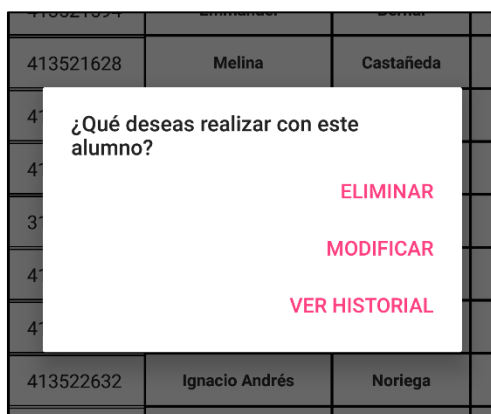 413521628 Melina Castañeda
¿Qué deseas realizar con este
alumno?
ELIMINAR
MODIFICAR
VER HISTORIAL
413522632 Ignacio Andrés Noriega